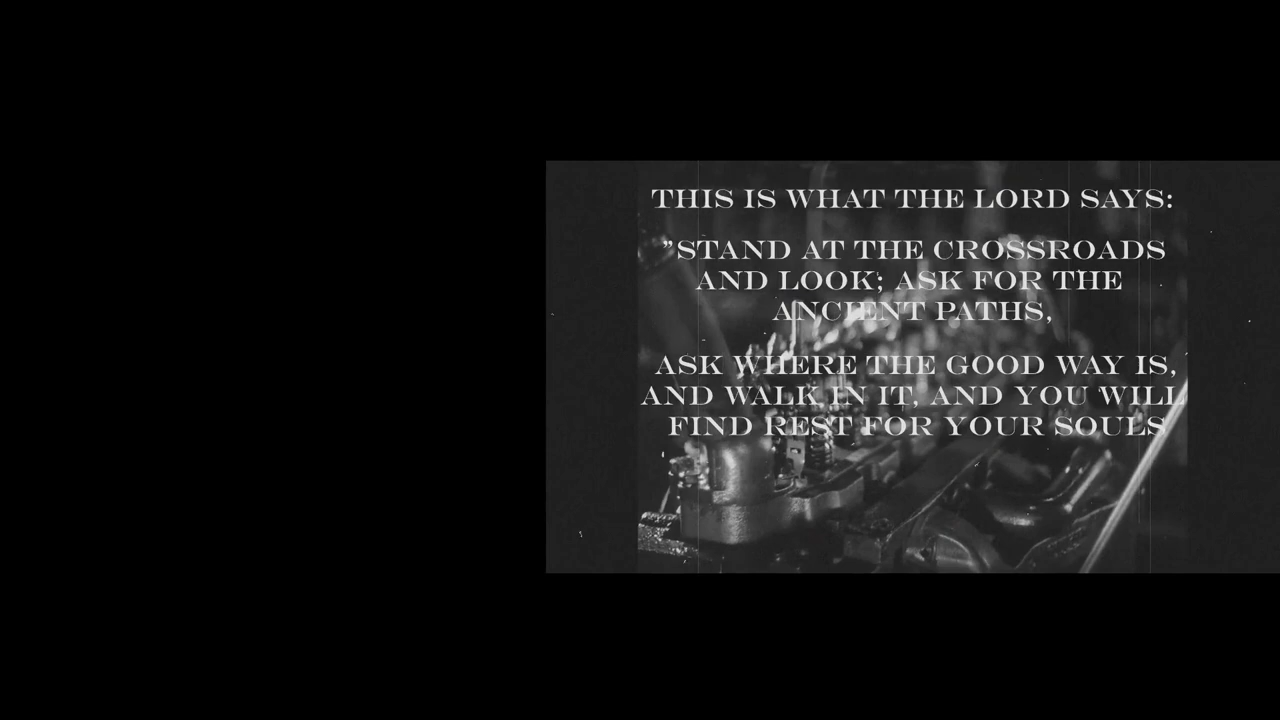 THIS IS WHAT THE LORD SAYS:
"STAND AT THE CROSSROADS
AND LOOK; ASK FOR THE
ANCIENT PATHS,
ASK WHERE THE GOOD WAY IS,
AND WALK IN IT, AND YOU WILL
FIND REST FOR YOUR SOULS